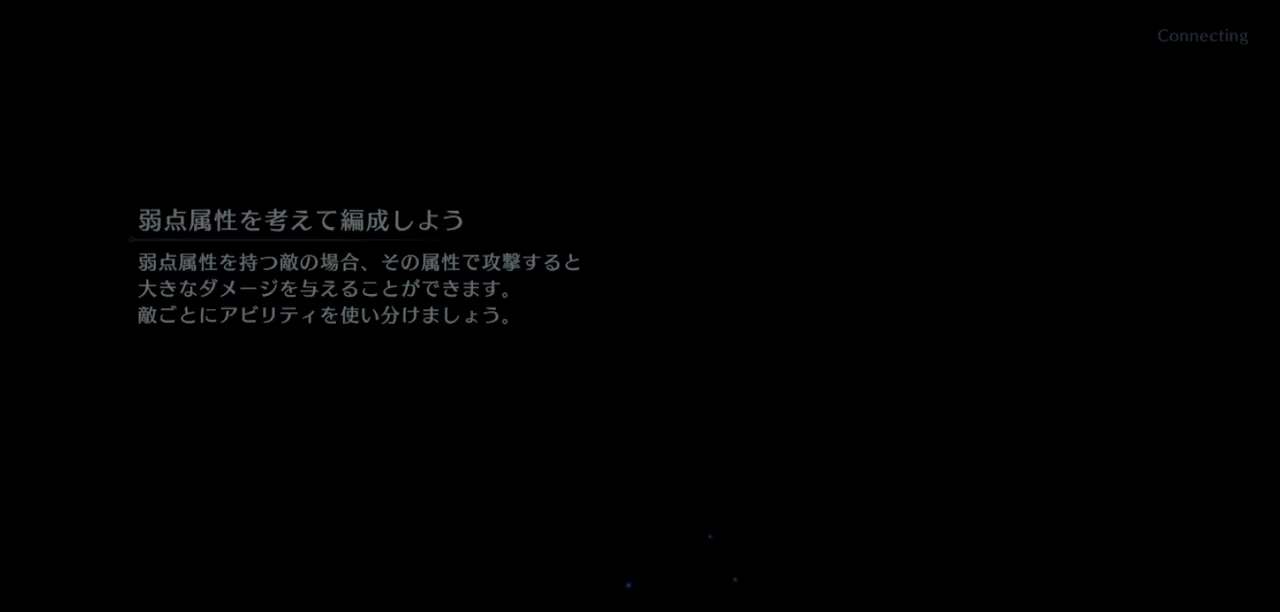 Connecting
弱点属性を考えて編成しよう
弱点属性を持つ敵の場合、その属性で攻撃すると
大きなダメージを与えることができます。
敵ごとにアビリティを使い分けましょう。